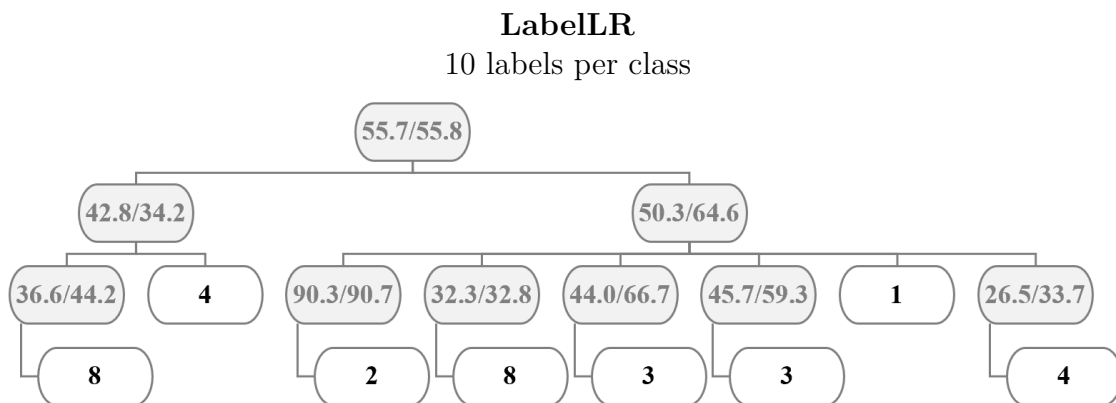 LabelLR
10 labels per class
55.7/55.8
42.8/34.2 50.3/64.6
36.6/44.2 4 90.3/90.7 32.3/32.8 44.0/66.7 45.7/59.3 1 26.5/33.7
8 2 8 3 3 4